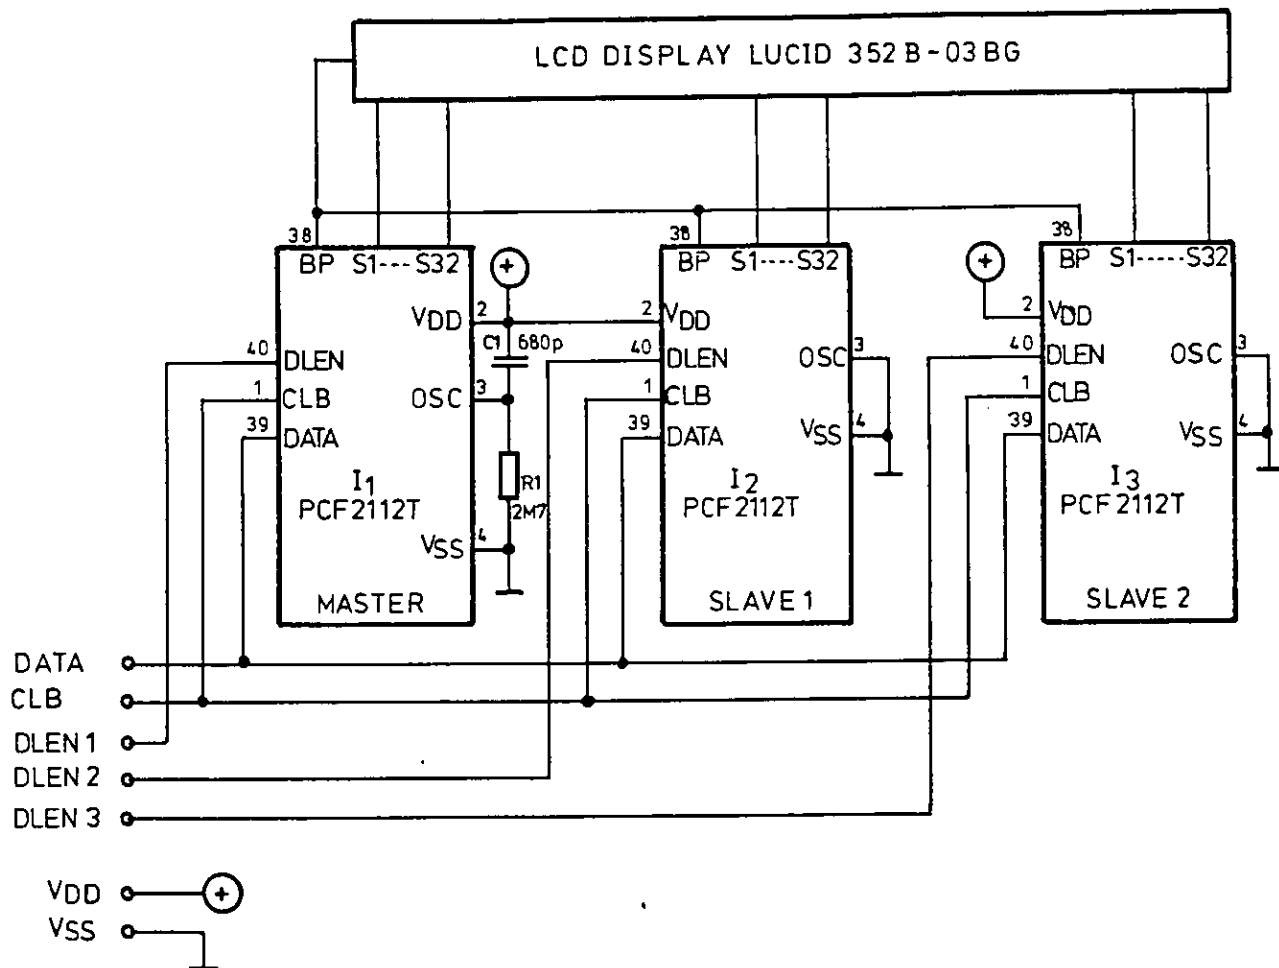 LCD DISPLAY LUCID 352B-03BG
38
BP S1----S32
VDD 2
40 DLEN
1 CLB
OSC 3
39 DATA
C1 680p
R1
2M7
I1
PCF2112T
VSS 4
MASTER
38
BP S1-----S32
2 VDD
40 DLEN
OSC 3
1 CLB
39 DATA
VSS 4
I2
PCF2112T
SLAVE 1
38
BP S1-----S32
2 VDD
40 DLEN
OSC 3
1 CLB
39 DATA
VSS 4
I3
PCF2112T
SLAVE 2
DATA
CLB
DLEN 1
DLEN 2
DLEN 3
VDD +
VSS
+
+